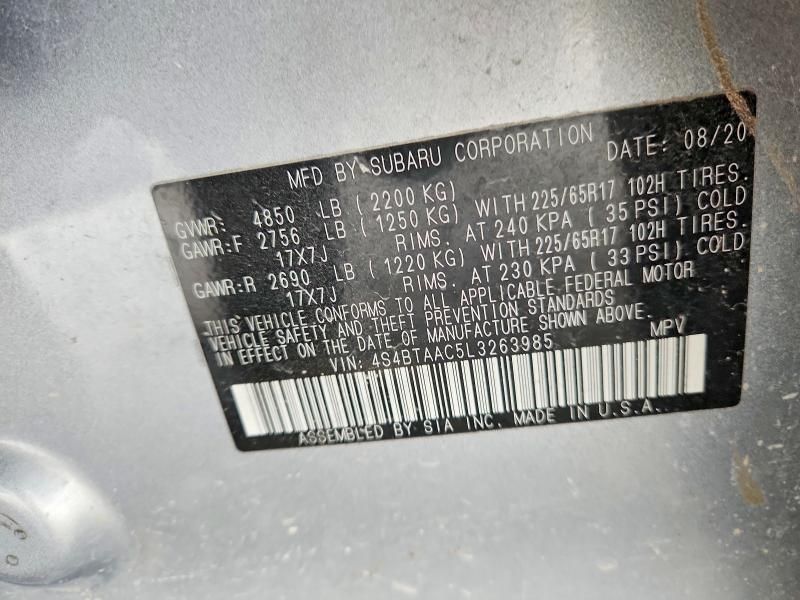 MFD BY SUBARU CORPORATION DATE: 08/20
GVWR: 4850 LB (2200 KG)
GAWR:F 2756 LB (1250 KG) WITH 225/65R17 102H TIRES.
17X7J RIMS. AT 240 KPA (35 PSI) COLD
GAWR:R 2690 LB (1220 KG) WITH 225/65R17 102H TIRES.
17X7J RIMS. AT 230 KPA (33 PSI) COLD
THIS VEHICLE CONFORMS TO ALL APPLICABLE FEDERAL MOTOR
VEHICLE SAFETY AND THEFT PREVENTION STANDARDS
IN EFFECT ON THE DATE OF MANUFACTURE SHOWN ABOVE.
VIN: 4S4BTAAC5L3263985 MPV
ASSEMBLED BY SIA INC. MADE IN U.S.A.